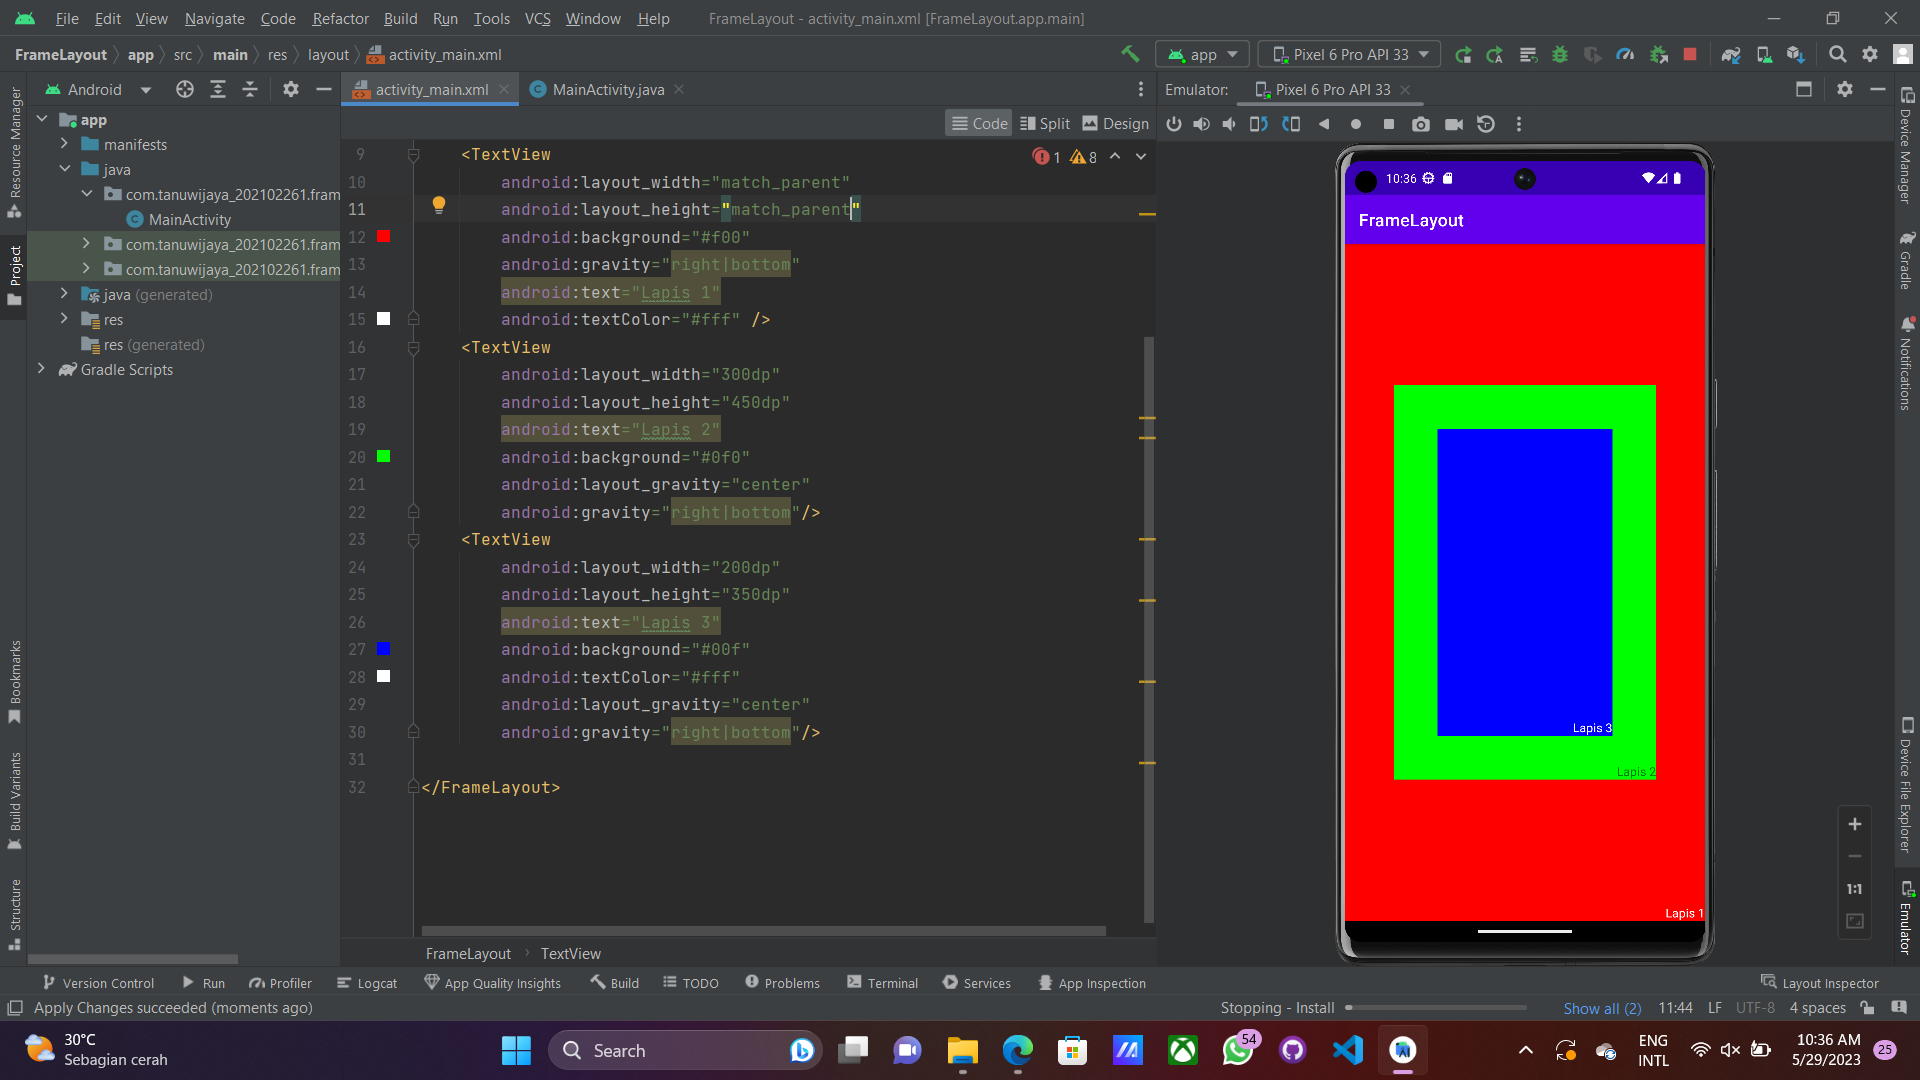 File Edit View Navigate Code Refactor Build Run Tools VCS Window Help FrameLayout - activity_main.xml [FrameLayout.app.main]
FrameLayout app src main res layout activity_main.xml app Pixel 6 Pro API 33
Android activity_main.xml MainActivity.java Emulator: Pixel 6 Pro API 33
Code Split Design
Resource Manager
Project
Bookmarks
Build Variants
Structure
app
manifests
java
com.tanuwijaya_202102261.fram
MainActivity
com.tanuwijaya_202102261.fram
com.tanuwijaya_202102261.fram
java (generated)
res
res (generated)
Gradle Scripts
1 8
9 <TextView
10 android:layout_width="match_parent"
11 android:layout_height="match_parent"
12 android:background="#f00"
13 android:gravity="right|bottom"
14 android:text="Lapis 1"
15 android:textColor="#fff" />
16 <TextView
17 android:layout_width="300dp"
18 android:layout_height="450dp"
19 android:text="Lapis 2"
20 android:background="#0f0"
21 android:layout_gravity="center"
22 android:gravity="right|bottom"/>
23 <TextView
24 android:layout_width="200dp"
25 android:layout_height="350dp"
26 android:text="Lapis 3"
27 android:background="#00f"
28 android:textColor="#fff"
29 android:layout_gravity="center"
30 android:gravity="right|bottom"/>
31
32 </FrameLayout>
FrameLayout TextView
10:36
FrameLayout
Lapis 3
Lapis 2
Lapis 1
1:1
Device Manager
Gradle
Notifications
Device File Explorer
Emulator
Version Control Run Profiler Logcat App Quality Insights Build TODO Problems Terminal Services App Inspection Layout Inspector
Apply Changes succeeded (moments ago) Stopping - Install Show all (2) 11:44 LF UTF-8 4 spaces
30°C
Sebagian cerah
Search
54
ENG
INTL
10:36 AM
5/29/2023
25